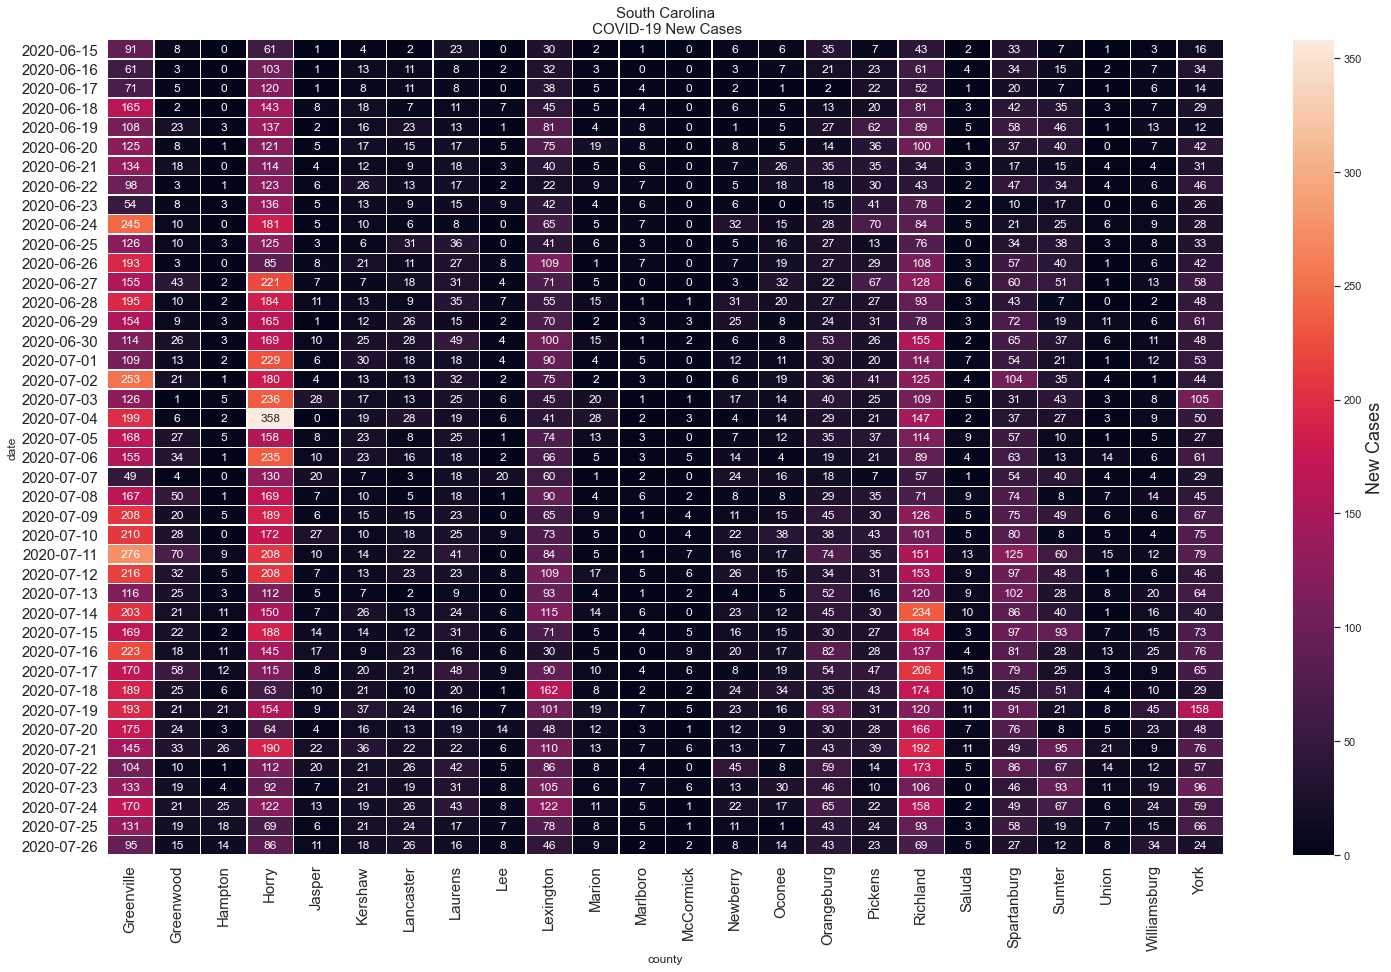 South Carolina
COVID-19 New Cases
2020-06-15 91 8 0 61 1 4 2 23 0 30 2 1 0 6 6 35 7 43 2 33 7 1 3 16
2020-06-16 61 3 0 103 1 13 11 8 2 32 3 0 0 3 7 21 23 61 4 34 15 2 7 34
2020-06-17 71 5 0 120 1 8 11 8 0 38 5 4 0 2 1 2 22 52 1 20 7 1 6 14
2020-06-18 165 2 0 143 8 18 7 11 7 45 5 4 0 6 5 13 20 81 3 42 35 3 7 29
2020-06-19 108 23 3 137 2 16 23 13 1 81 4 8 0 1 5 27 62 89 5 58 46 1 13 12
2020-06-20 125 8 1 121 5 17 15 17 5 75 19 8 0 8 5 14 36 100 1 37 40 0 7 42
2020-06-21 134 18 0 114 4 12 9 18 3 40 5 6 0 7 26 35 35 34 3 17 15 4 4 31
2020-06-22 98 3 1 123 6 26 13 17 2 22 9 7 0 5 18 18 30 43 2 47 34 4 6 46
2020-06-23 54 8 3 136 5 13 9 15 9 42 4 6 0 6 0 15 41 78 2 10 17 0 6 26
2020-06-24 245 10 0 181 5 10 6 8 0 65 5 7 0 32 15 28 70 84 5 21 25 6 9 28
2020-06-25 126 10 3 125 3 6 31 36 0 41 6 3 0 5 16 27 13 76 0 34 38 3 8 33
2020-06-26 193 3 0 85 8 21 11 27 8 109 1 7 0 7 19 27 29 108 3 57 40 1 6 42
2020-06-27 155 43 2 221 7 7 18 31 4 71 5 0 0 3 32 22 67 128 6 60 51 1 13 58
2020-06-28 195 10 2 184 11 13 9 35 7 55 15 1 1 31 20 27 27 93 3 43 7 0 2 48
2020-06-29 154 9 3 165 1 12 26 15 2 70 2 3 3 25 8 24 31 78 3 72 19 11 6 61
2020-06-30 114 26 3 169 10 25 28 49 4 100 15 1 2 6 8 53 26 155 2 65 37 6 11 48
2020-07-01 109 13 2 229 6 30 18 18 4 90 4 5 0 12 11 30 20 114 7 54 21 1 12 53
2020-07-02 253 21 1 180 4 13 13 32 2 75 2 3 0 6 19 36 41 125 4 104 35 4 1 44
2020-07-03 126 1 5 236 28 17 13 25 6 45 20 1 1 17 14 40 25 109 5 31 43 3 8 105
2020-07-04 199 6 2 358 0 19 28 19 6 41 28 2 3 4 14 29 21 147 2 37 27 3 9 50
2020-07-05 168 27 5 158 8 23 8 25 1 74 13 3 0 7 12 35 37 114 9 57 10 1 5 27
2020-07-06 155 34 1 235 10 23 16 18 2 66 5 3 5 14 4 19 21 89 4 63 13 14 6 61
2020-07-07 49 4 0 130 20 7 3 18 20 60 1 2 0 24 16 18 7 57 1 54 40 4 4 29
2020-07-08 167 50 1 169 7 10 5 18 1 90 4 6 2 8 8 29 35 71 9 74 8 7 14 45
2020-07-09 208 20 5 189 6 15 15 23 0 65 9 1 4 11 15 45 30 126 5 75 49 6 6 67
2020-07-10 210 28 0 172 27 10 18 25 9 73 5 0 4 22 38 38 43 101 5 80 8 5 4 75
2020-07-11 276 70 9 208 10 14 22 41 0 84 5 1 7 16 17 74 35 151 13 125 60 15 12 79
2020-07-12 216 32 5 208 7 13 23 23 8 109 17 5 6 26 15 34 31 153 9 97 48 1 6 46
2020-07-13 116 25 3 112 5 7 2 9 0 93 4 1 2 4 5 52 16 120 9 102 28 8 20 64
2020-07-14 203 21 11 150 7 26 13 24 6 115 14 6 0 23 12 45 30 234 10 86 40 1 16 40
2020-07-15 169 22 2 188 14 14 12 31 6 71 5 4 5 16 15 30 27 184 3 97 93 7 15 73
2020-07-16 223 18 11 145 17 9 23 16 6 30 5 0 9 20 17 82 28 137 4 81 28 13 25 76
2020-07-17 170 58 12 115 8 20 21 48 9 90 10 4 6 8 19 54 47 206 15 79 25 3 9 65
2020-07-18 189 25 6 63 10 21 10 20 1 162 8 2 2 24 34 35 43 174 10 45 51 4 10 29
2020-07-19 193 21 21 154 9 37 24 16 7 101 19 7 5 23 26 93 31 120 11 91 21 8 45 158
2020-07-20 175 24 3 64 4 16 13 19 14 48 12 3 1 12 9 30 28 166 7 76 8 5 23 48
2020-07-21 145 33 26 190 22 36 22 22 6 110 13 7 6 13 7 43 39 192 11 49 95 21 9 76
2020-07-22 104 10 1 112 20 21 26 42 5 86 8 4 0 45 8 59 14 173 5 86 67 14 12 57
2020-07-23 133 19 4 92 7 21 19 31 8 105 6 7 6 13 30 46 10 106 0 46 93 11 19 96
2020-07-24 170 21 25 122 13 19 26 43 8 122 11 5 1 22 17 65 22 158 2 49 67 6 24 59
2020-07-25 131 19 18 69 6 21 24 17 7 78 8 5 1 11 1 43 24 93 3 58 19 7 15 66
2020-07-26 95 15 14 86 11 18 26 16 8 46 9 2 2 8 14 43 23 69 5 27 12 8 34 24
date
Greenville Greenwood Hampton Horry Jasper Kershaw Lancaster Laurens Lee Lexington Marion Marlboro McCormick Newberry Oconee Orangeburg Pickens Richland Saluda Spartanburg Sumter Union Williamsburg York
county
350
300
250
200
150
100
50
0
New Cases